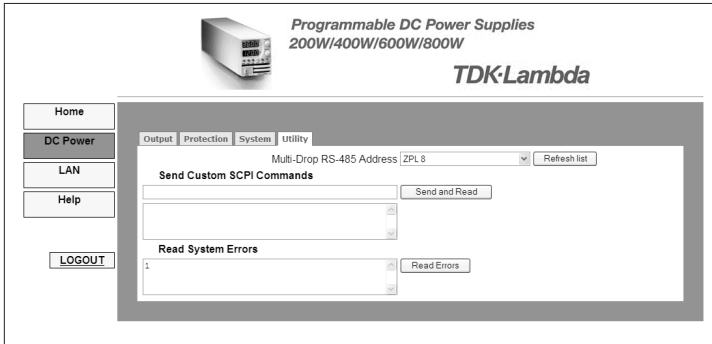 Programmable DC Power Supplies
200W/400W/600W/800W
TDK·Lambda
Home
DC Power
LAN
Help
LOGOUT
Output Protection System Utility
Multi-Drop RS-485 Address ZPL 8 Refresh list
Send Custom SCPI Commands
Send and Read
Read System Errors
1 Read Errors